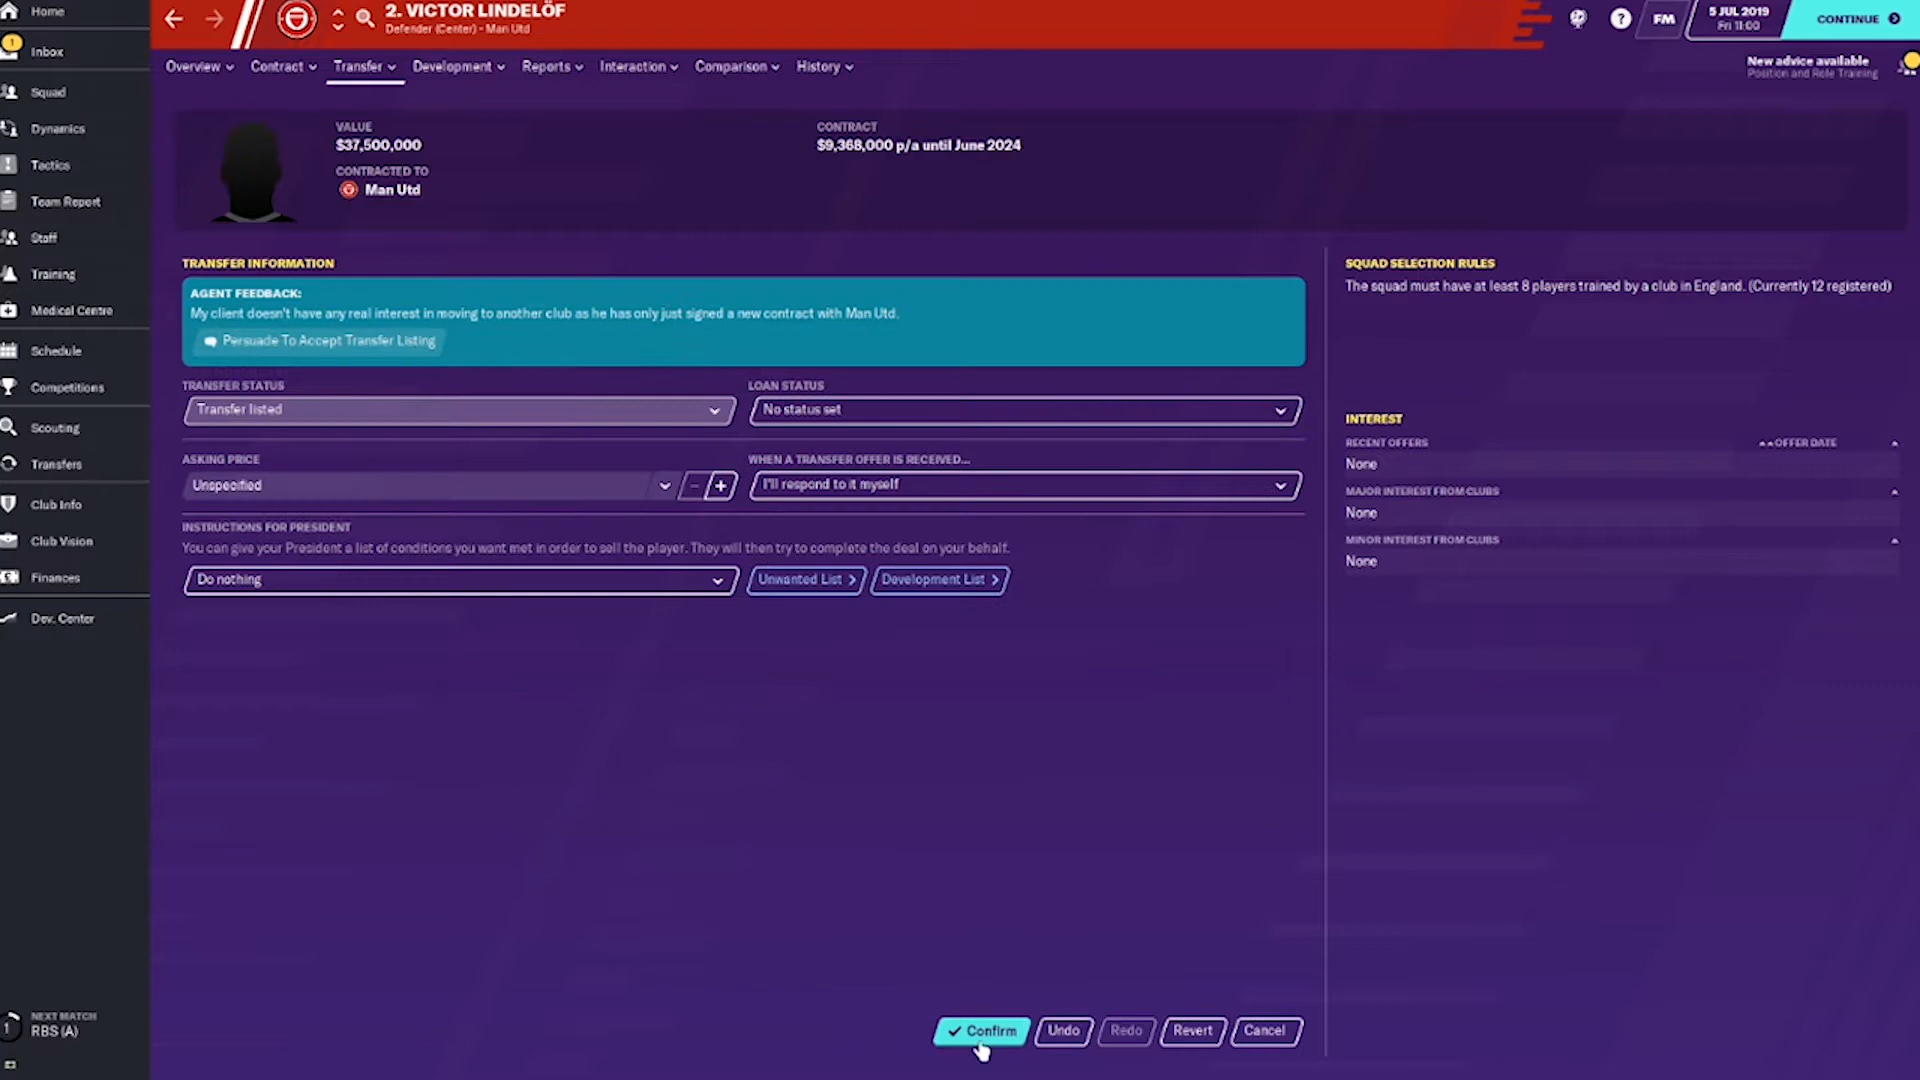 Home
Inbox
1
Squad
Dynamics
Tactics
Team Report
Staff
Training
Medical Centre
Schedule
Competitions
Scouting
Transfers
Club Info
Club Vision
Finances
Dev. Center
NEXT MATCH
RBS (A)
1
2. VICTOR LINDELÖF
Defender (Center) - Man Utd
? FM
5 JUL 2019
Fri 11:00
CONTINUE
Overview Contract Transfer Development Reports Interaction Comparison History
New advice available
Position and Role Training
VALUE
$37,500,000
CONTRACTED TO
Man Utd
CONTRACT
$9,368,000 p/a until June 2024
TRANSFER INFORMATION
AGENT FEEDBACK:
My client doesn't have any real interest in moving to another club as he has only just signed a new contract with Man Utd.
Persuade To Accept Transfer Listing
TRANSFER STATUS
Transfer listed
LOAN STATUS
No status set
ASKING PRICE
Unspecified
- +
WHEN A TRANSFER OFFER IS RECEIVED...
I'll respond to it myself
INSTRUCTIONS FOR PRESIDENT
You can give your President a list of conditions you want met in order to sell the player. They will then try to complete the deal on your behalf.
Do nothing
Unwanted List
Development List
SQUAD SELECTION RULES
The squad must have at least 8 players trained by a club in England. (Currently 12 registered)
INTEREST
RECENT OFFERS OFFER DATE
None
MAJOR INTEREST FROM CLUBS
None
MINOR INTEREST FROM CLUBS
None
Confirm Undo Redo Revert Cancel